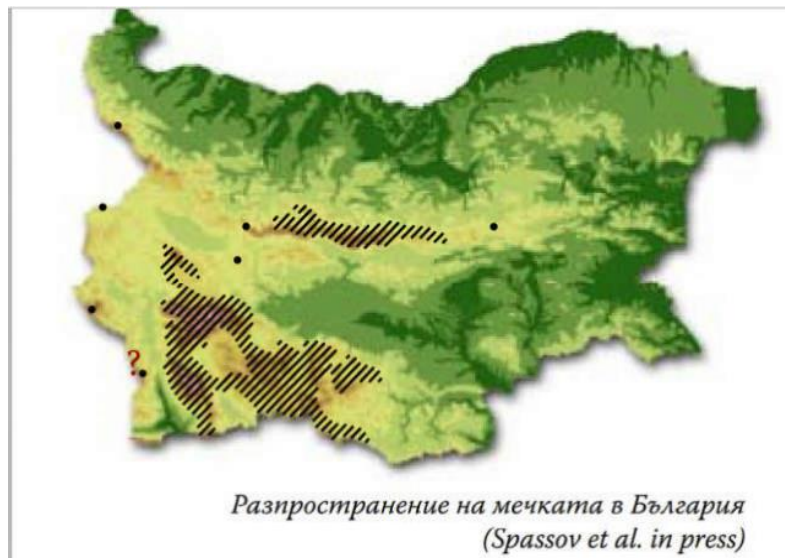 ?
Разпространение на мечката в България
(Spassov et al. in press)